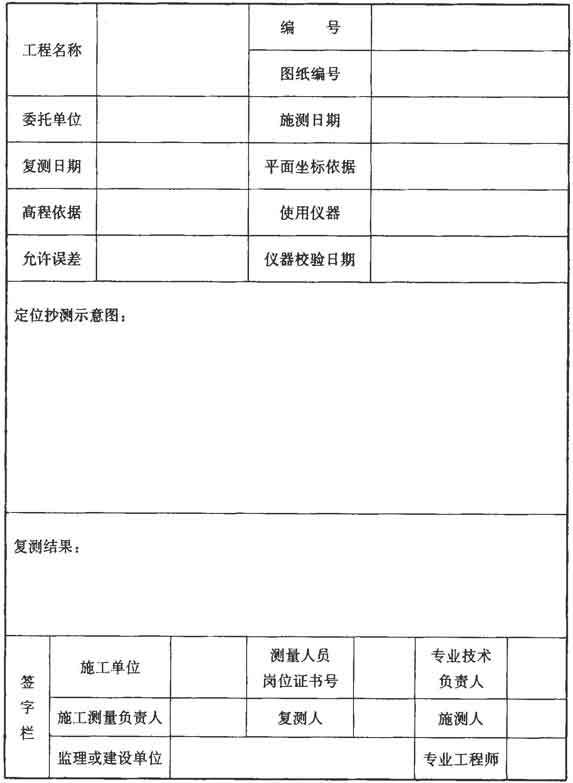 工程名称
编 号
图纸编号
委托单位
施测日期
复测日期
平面坐标依据
高程依据
使用仪器
允许误差
仪器校验日期
定位抄测示意图：
复测结果：
签字栏
施工单位
测量人员
岗位证书号
专业技术
负责人
施工测量负责人
复测人
施测人
监理或建设单位
专业工程师